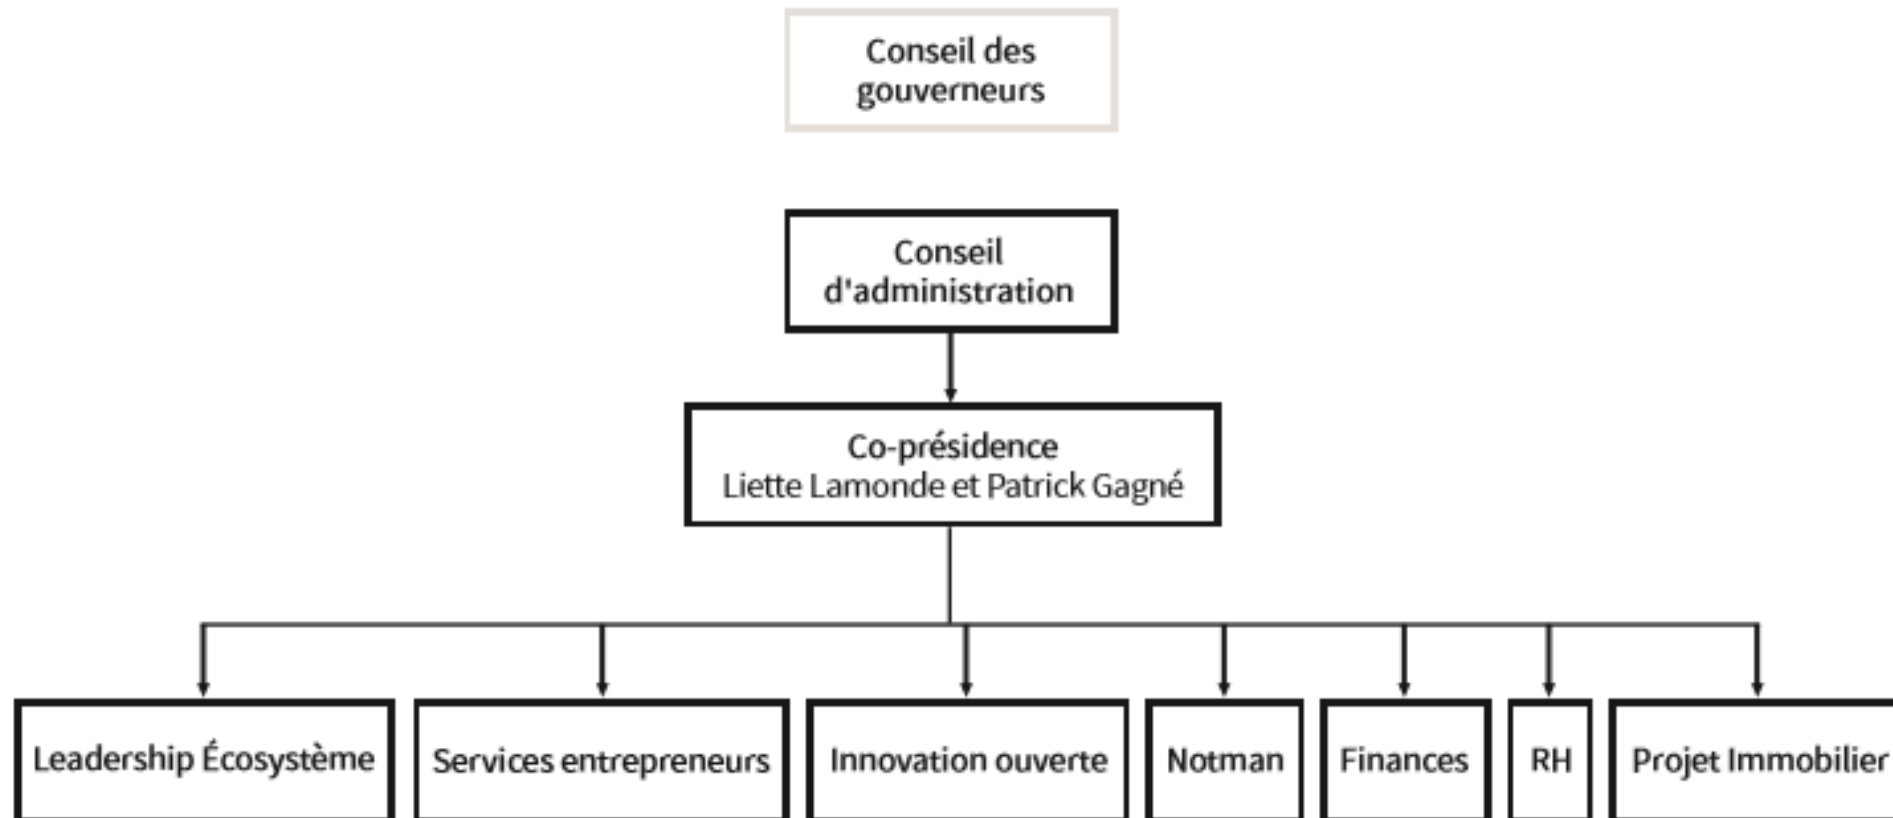 Conseil des
gouverneurs
Conseil
d'administration
Co-présidence
Liette Lamonde et Patrick Gagné
Leadership Écosystème
Services entrepreneurs
Innovation ouverte
Notman
Finances
RH
Projet Immobilier